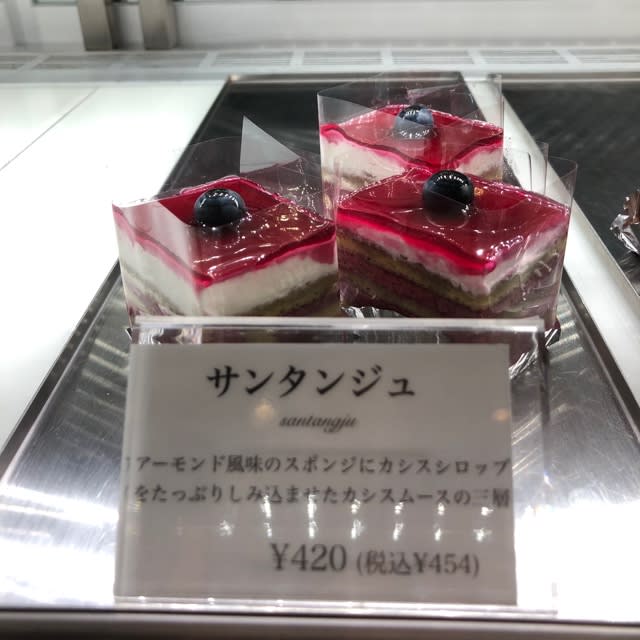 サンタンジュ
santangju
アーモンド風味のスポンジにカシスシロップ
をたっぷりしみ込ませたカシスムースの三層
¥420 (税込¥454)